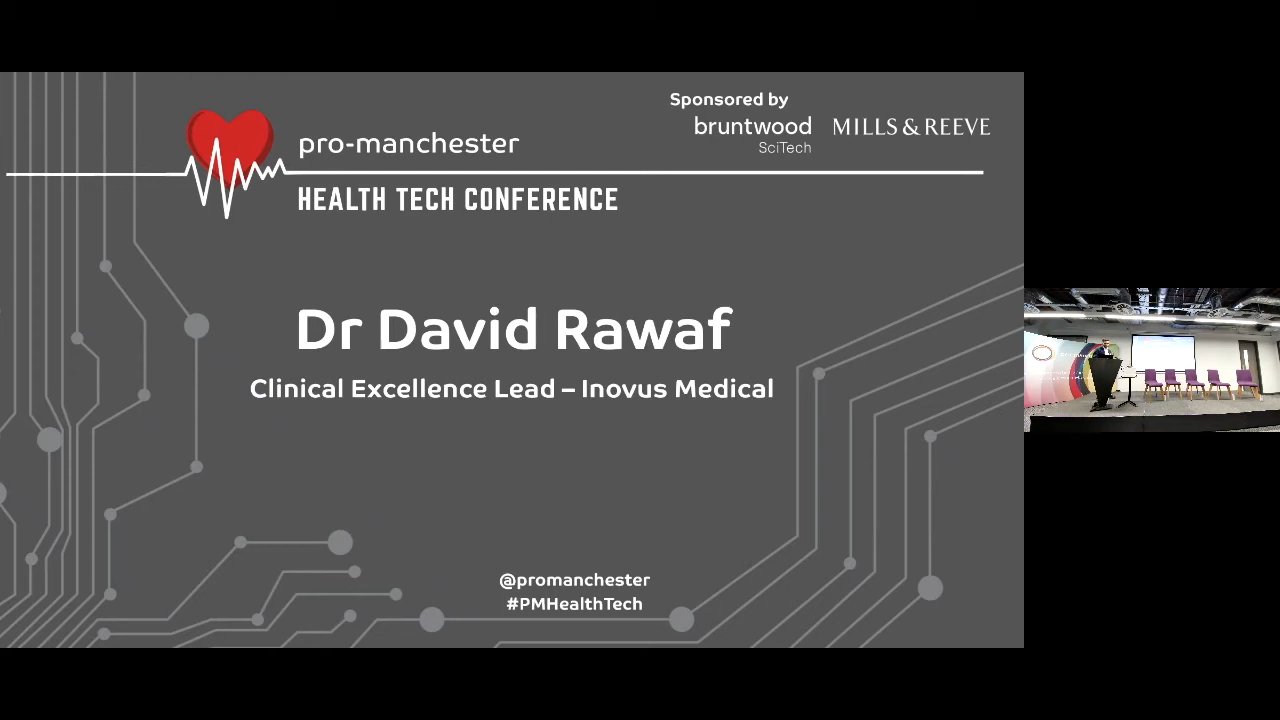 Sponsored by
bruntwood
SciTech
MILLS & REEVE
pro-manchester
HEALTH TECH CONFERENCE
Dr David Rawaf
Clinical Excellence Lead – Inovus Medical
@promanchester
#PMHealthTech